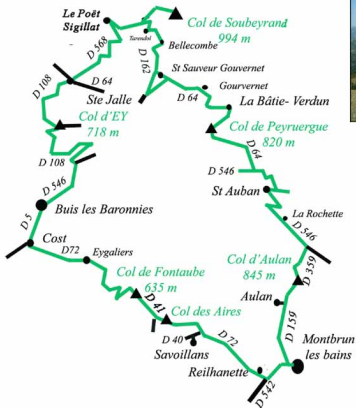 Le Poët
Sigillat
Col de Soubeyrand
994 m
Tarendol
D 568
Bellecombe
D 162
St Sauveur Gouvernet
D 108
D 64
Gourvernet
D 64
Ste Jalle
La Bâtie- Verdun
Col d'EY
718 m
Col de Peyruergue
820 m
D 64
D 108
D 546
D 546
St Auban
Buis les Baronnies
La Rochette
D 5
D 546
Cost
D72
Eygaliers
Col d'Aulan
845 m
D 359
Col de Fontaube
635 m
D 41
Aulan
Col des Aires
D 159
D 40
D 72
Savoillans
Montbrun
les bains
Reilhanette
D 542